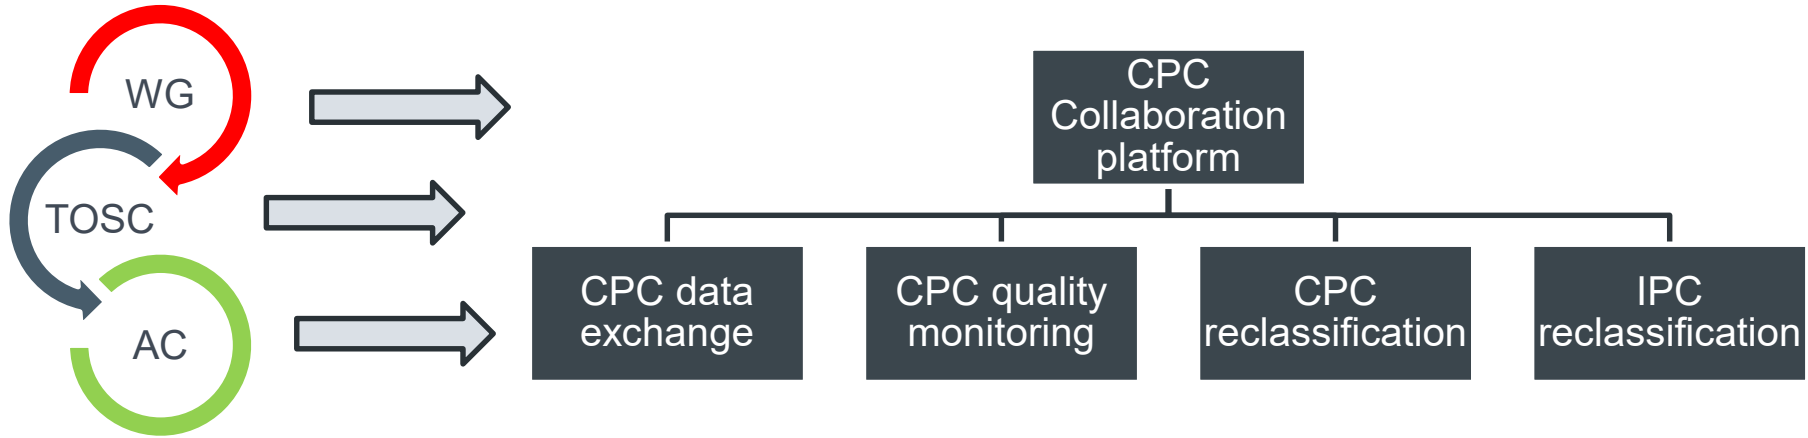 WG
TOSC
AC
CPC
Collaboration
platform
CPC data
exchange
CPC quality
monitoring
CPC
reclassification
IPC
reclassification